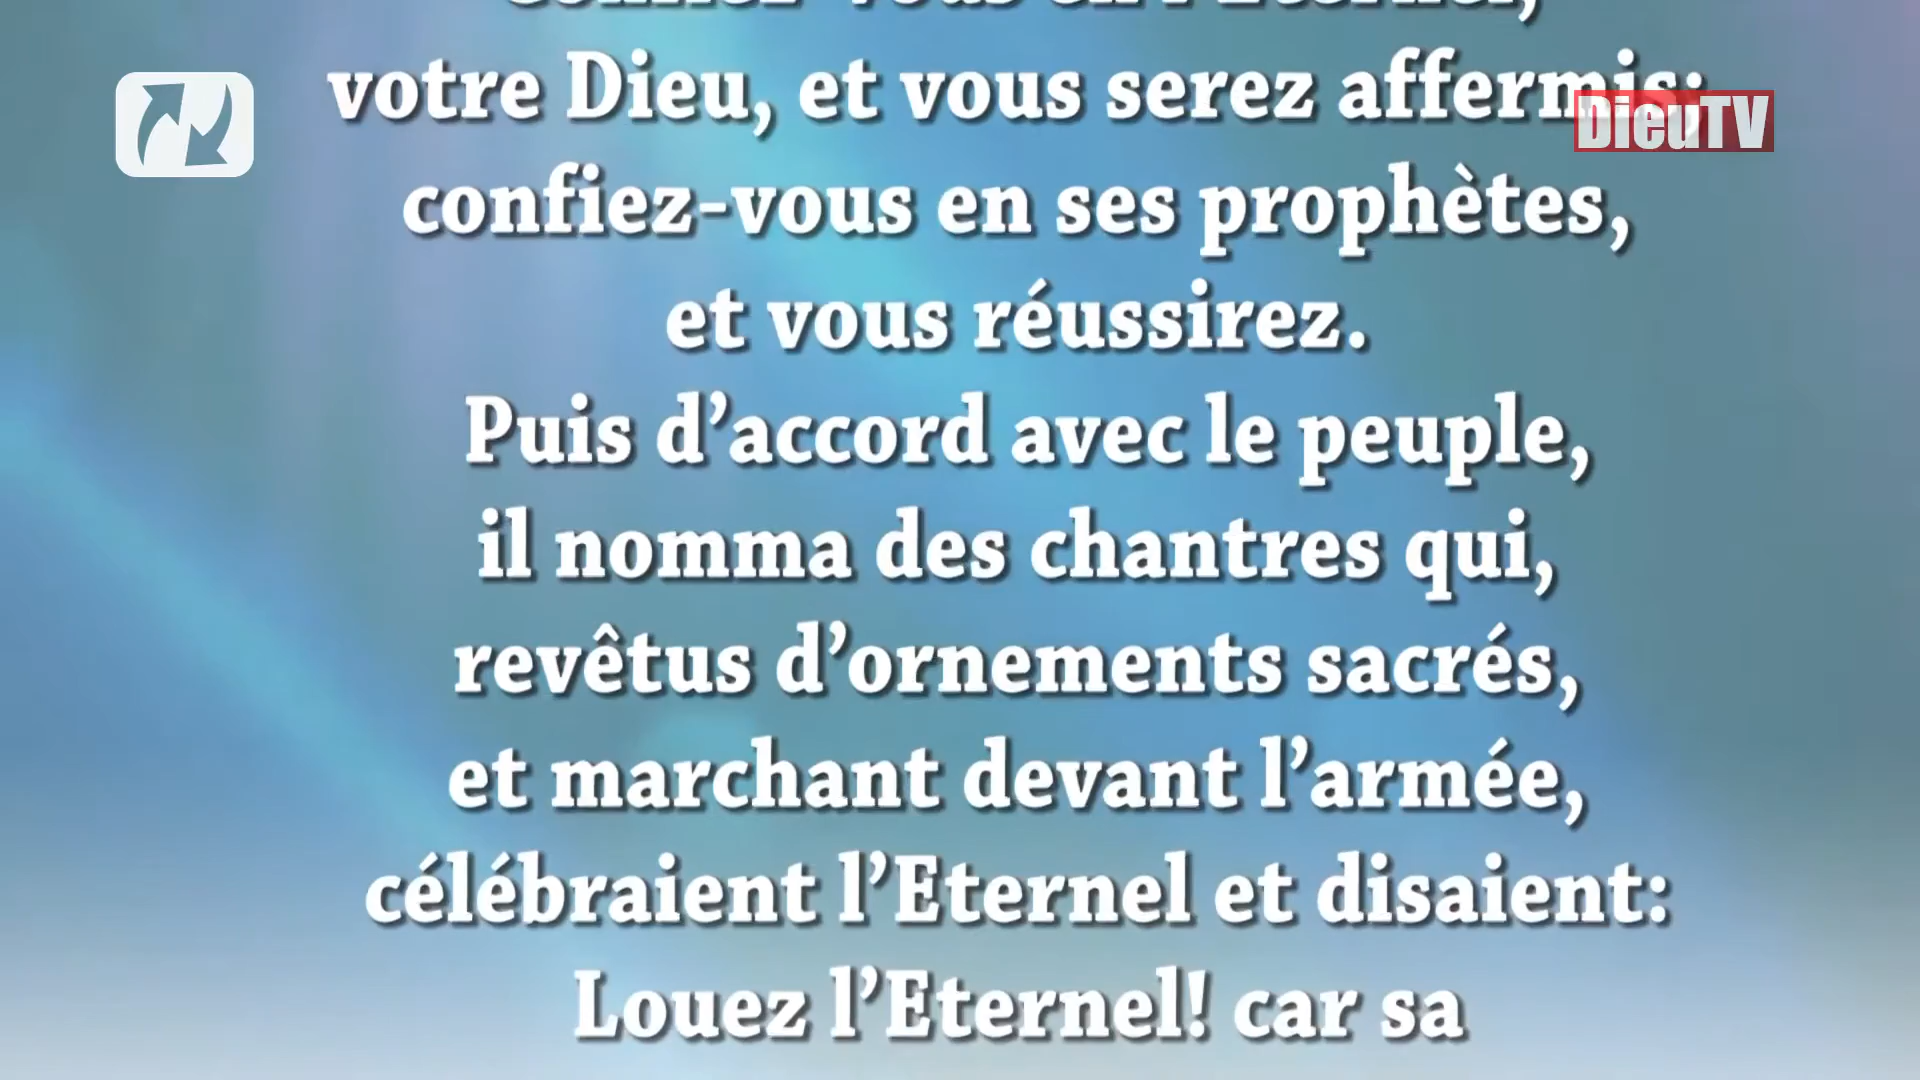 votre Dieu, et vous serez affermis;
DieuTV
confiez-vous en ses prophètes,
et vous réussirez.
Puis d’accord avec le peuple,
il nomma des chantres qui,
revêtus d’ornements sacrés,
et marchant devant l’armée,
célébraient l’Eternel et disaient:
Louez l’Eternel! car sa